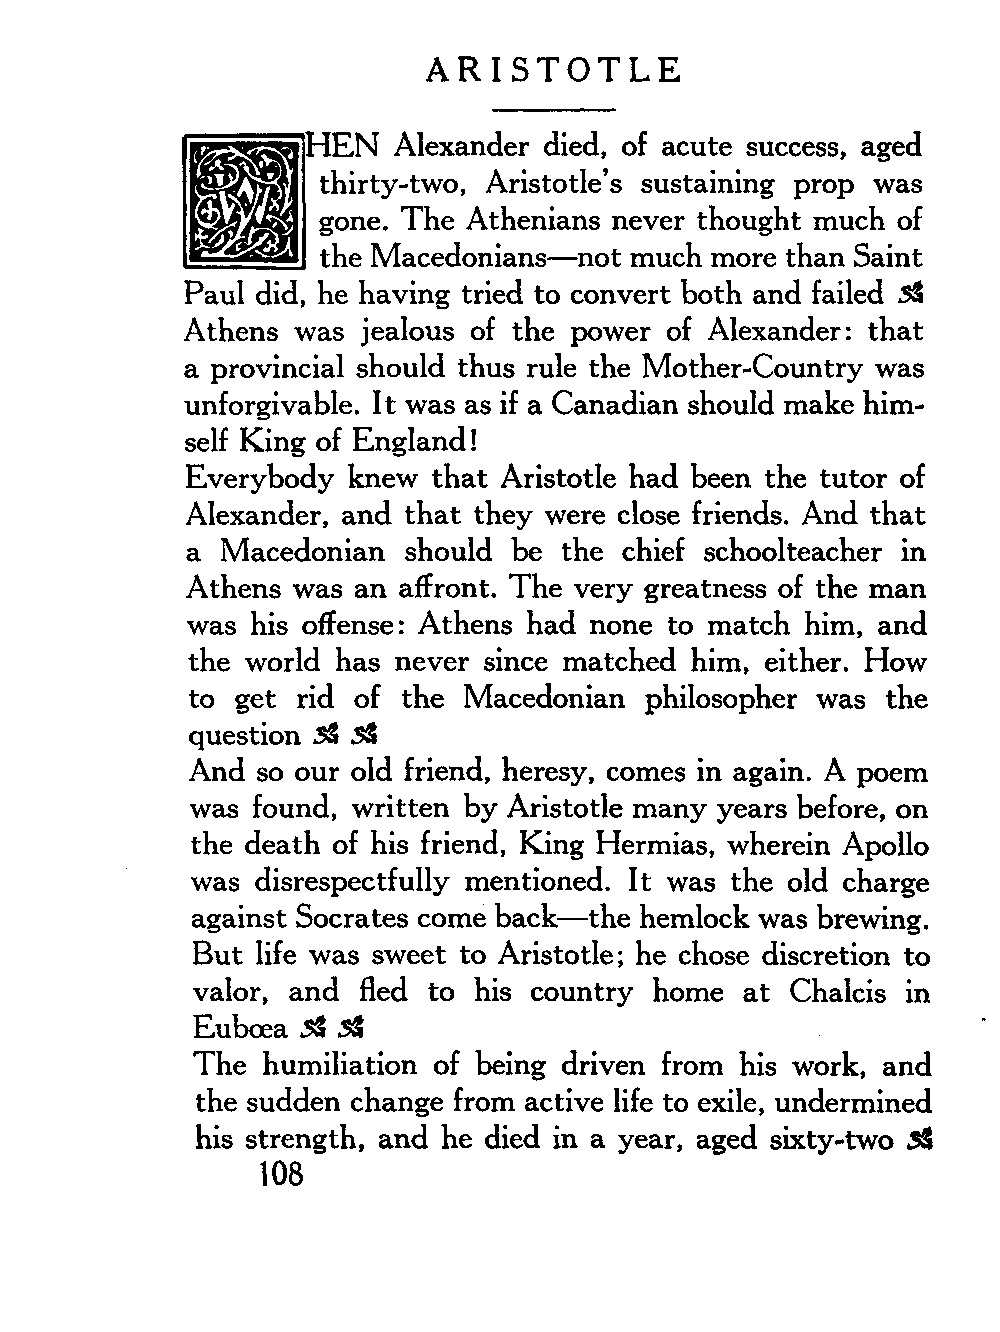 ARISTOTLE
WHEN Alexander died, of acute success, aged
thirty-two, Aristotle's sustaining prop was
gone. The Athenians never thought much of
the Macedonians—not much more than Saint
Paul did, he having tried to convert both and failed
Athens was jealous of the power of Alexander: that
a provincial should thus rule the Mother-Country was
unforgivable. It was as if a Canadian should make him-
self King of England!
Everybody knew that Aristotle had been the tutor of
Alexander, and that they were close friends. And that
a Macedonian should be the chief schoolteacher in
Athens was an affront. The very greatness of the man
was his offense: Athens had none to match him, and
the world has never since matched him, either. How
to get rid of the Macedonian philosopher was the
question
And so our old friend, heresy, comes in again. A poem
was found, written by Aristotle many years before, on
the death of his friend, King Hermias, wherein Apollo
was disrespectfully mentioned. It was the old charge
against Socrates come back—the hemlock was brewing.
But life was sweet to Aristotle; he chose discretion to
valor, and fled to his country home at Chalcis in
Eubœa
The humiliation of being driven from his work, and
the sudden change from active life to exile, undermined
his strength, and he died in a year, aged sixty-two
108